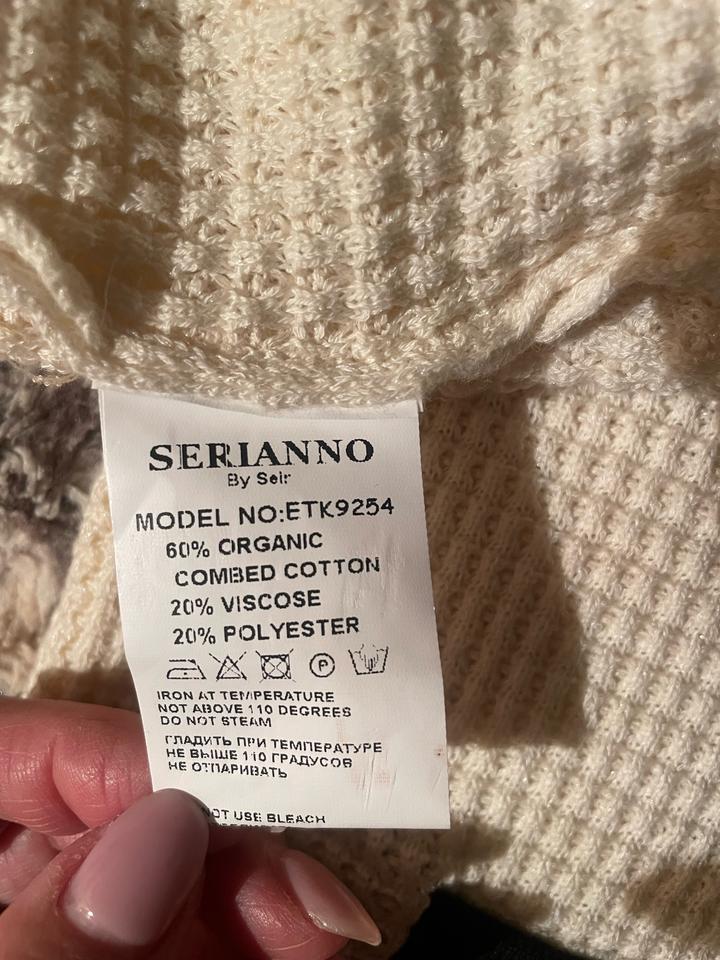 SERIANNO
By Seir
MODEL NO:ETK9254
60% ORGANIC
COMBED COTTON
20% VISCOSE
20% POLYESTER
P
IRON AT TEMPERATURE
NOT ABOVE 110 DEGREES
DO NOT STEAM
ГЛАДИТЬ ПРИ ТЕМПЕРАТУРЕ
НЕ ВЫШЕ 110 ГРАДУСОВ
НЕ ОТПАРИВАТЬ
NOT USE BLEACH